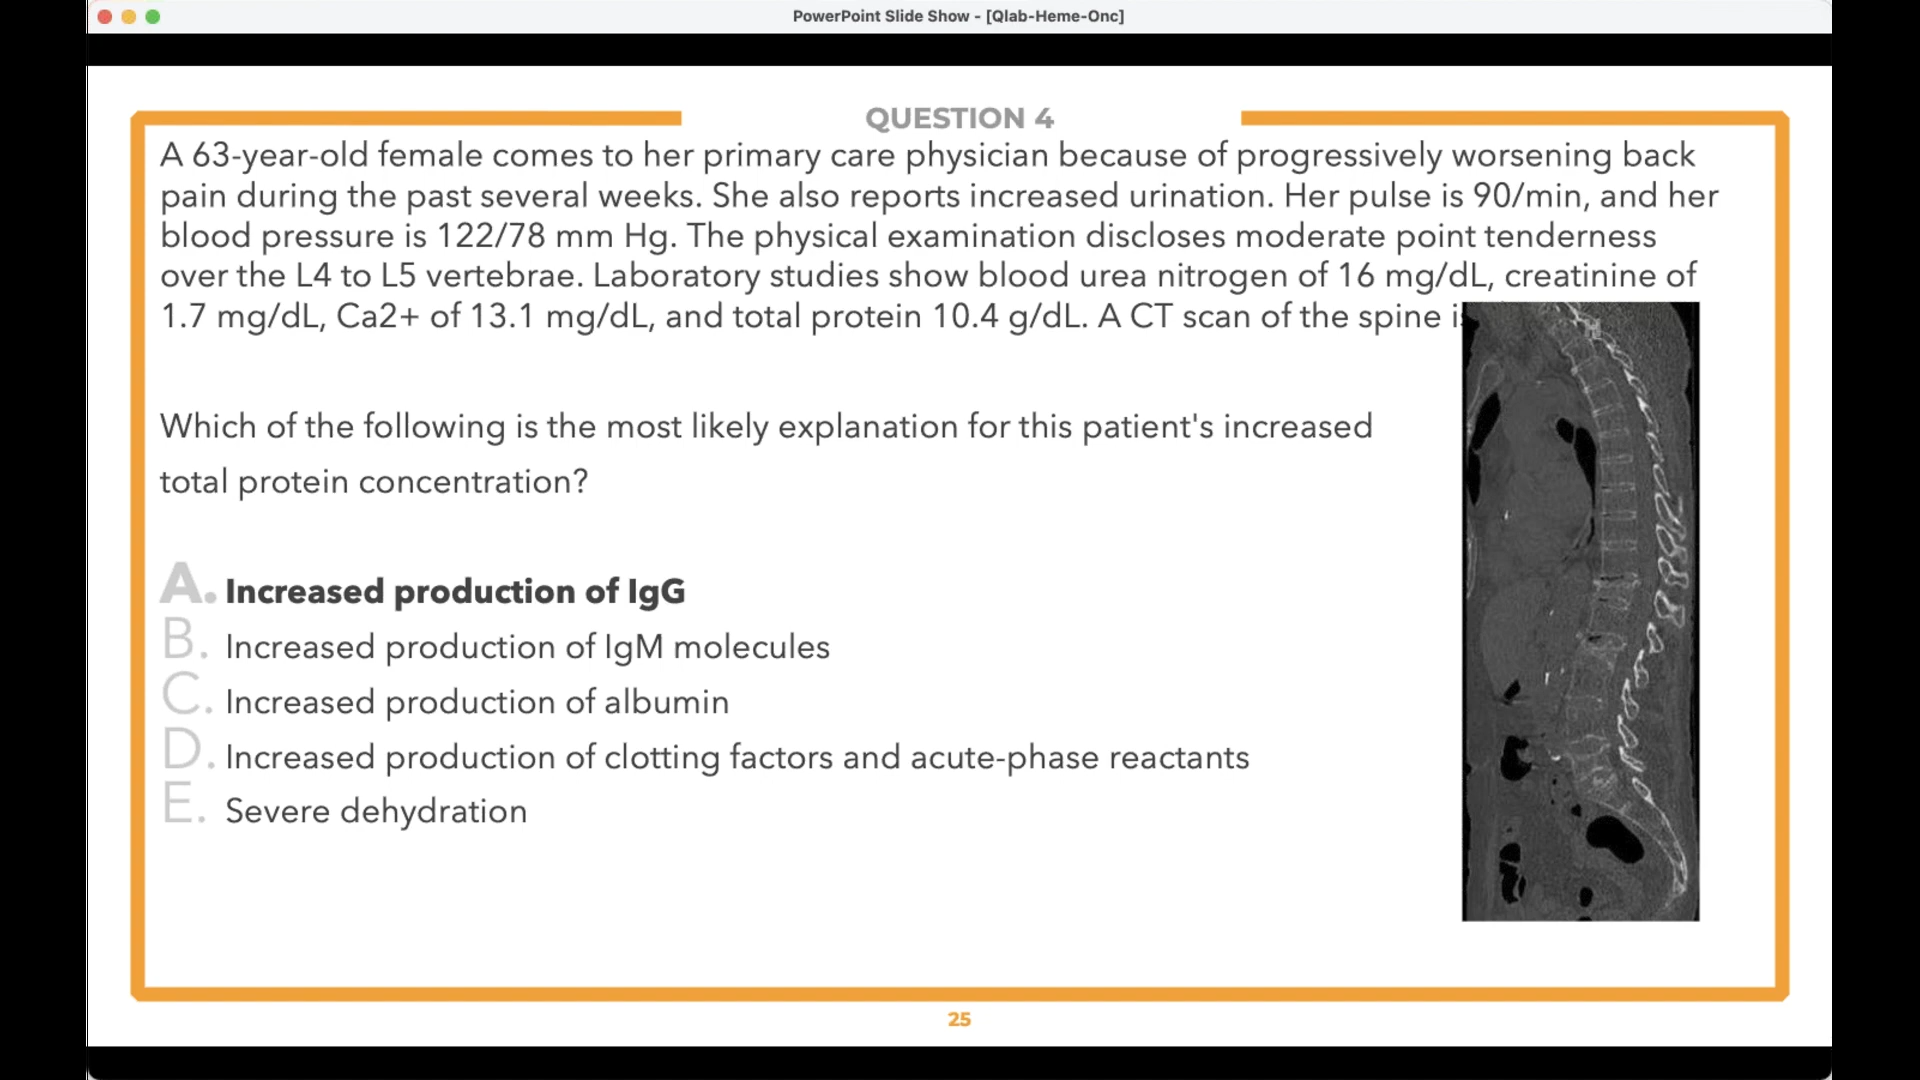 PowerPoint Slide Show - [Qlab-Heme-Onc]
QUESTION 4
A 63-year-old female comes to her primary care physician because of progressively worsening back
pain during the past several weeks. She also reports increased urination. Her pulse is 90/min, and her
blood pressure is 122/78 mm Hg. The physical examination discloses moderate point tenderness
over the L4 to L5 vertebrae. Laboratory studies show blood urea nitrogen of 16 mg/dL, creatinine of
1.7 mg/dL, Ca2+ of 13.1 mg/dL, and total protein 10.4 g/dL. A CT scan of the spine
Which of the following is the most likely explanation for this patient's increased
total protein concentration?
A. Increased production of IgG
B. Increased production of IgM molecules
C. Increased production of albumin
D. Increased production of clotting factors and acute-phase reactants
E. Severe dehydration
25